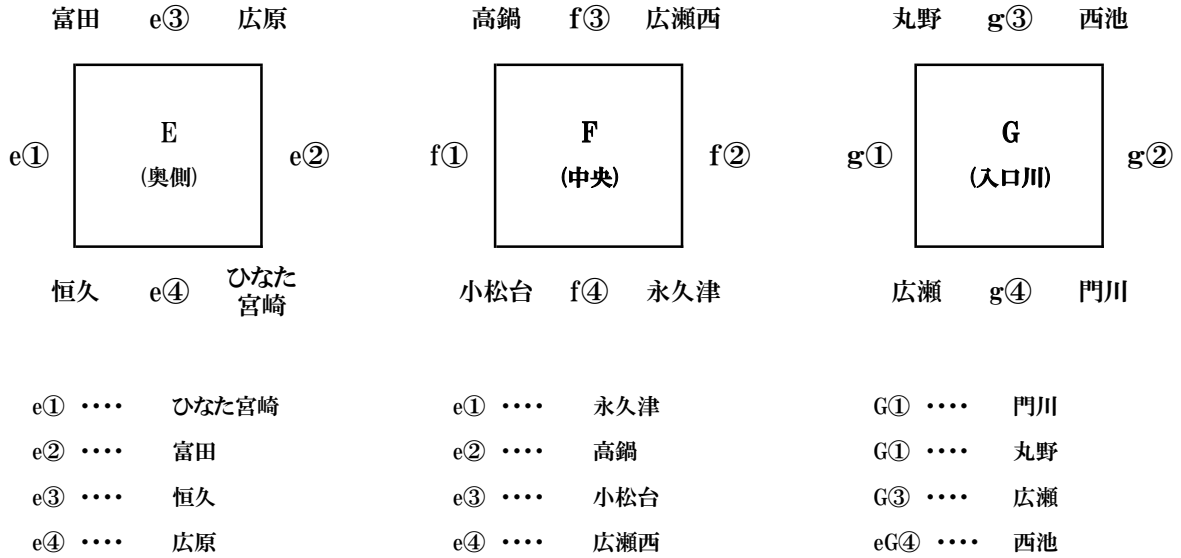 富田 e③ 広原
高鍋 f③ 広瀬西
丸野 g③ 西池
e① E e②
(奥側)
f① F f②
(中央)
g① G g②
(入口川)
恒久 e④ ひなた
宮崎
小松台 f④ 永久津
広瀬 g④ 門川
e① ···· ひなた宮崎
e② ···· 富田
e③ ···· 恒久
e④ ···· 広原
e① ···· 永久津
e② ···· 高鍋
e③ ···· 小松台
e④ ···· 広瀬西
G① ···· 門川
G① ···· 丸野
G③ ···· 広瀬
eG④ ···· 西池